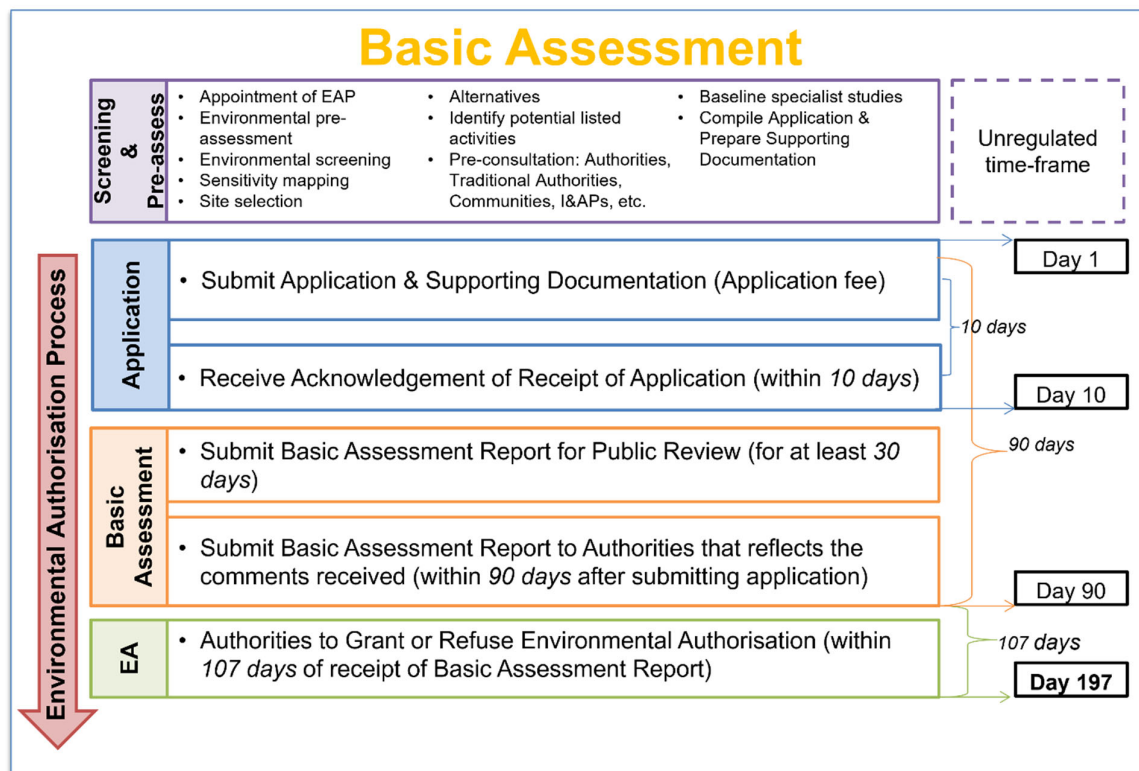 Basic Assessment
Screening
&
Pre-assess
• Appointment of EAP
• Environmental pre-
assessment
• Environmental screening
• Sensitivity mapping
• Site selection
• Alternatives
• Identify potential listed
activities
• Pre-consultation: Authorities,
Traditional Authorities,
Communities, I&APs, etc.
• Baseline specialist studies
• Compile Application &
Prepare Supporting
Documentation
Unregulated
time-frame
Environmental Authorisation Process
Application
• Submit Application & Supporting Documentation (Application fee)
• Receive Acknowledgement of Receipt of Application (within 10 days)
Day 1
10 days
Day 10
Basic
Assessment
• Submit Basic Assessment Report for Public Review (for at least 30
days)
• Submit Basic Assessment Report to Authorities that reflects the
comments received (within 90 days after submitting application)
90 days
Day 90
EA
• Authorities to Grant or Refuse Environmental Authorisation (within
107 days of receipt of Basic Assessment Report)
107 days
Day 197